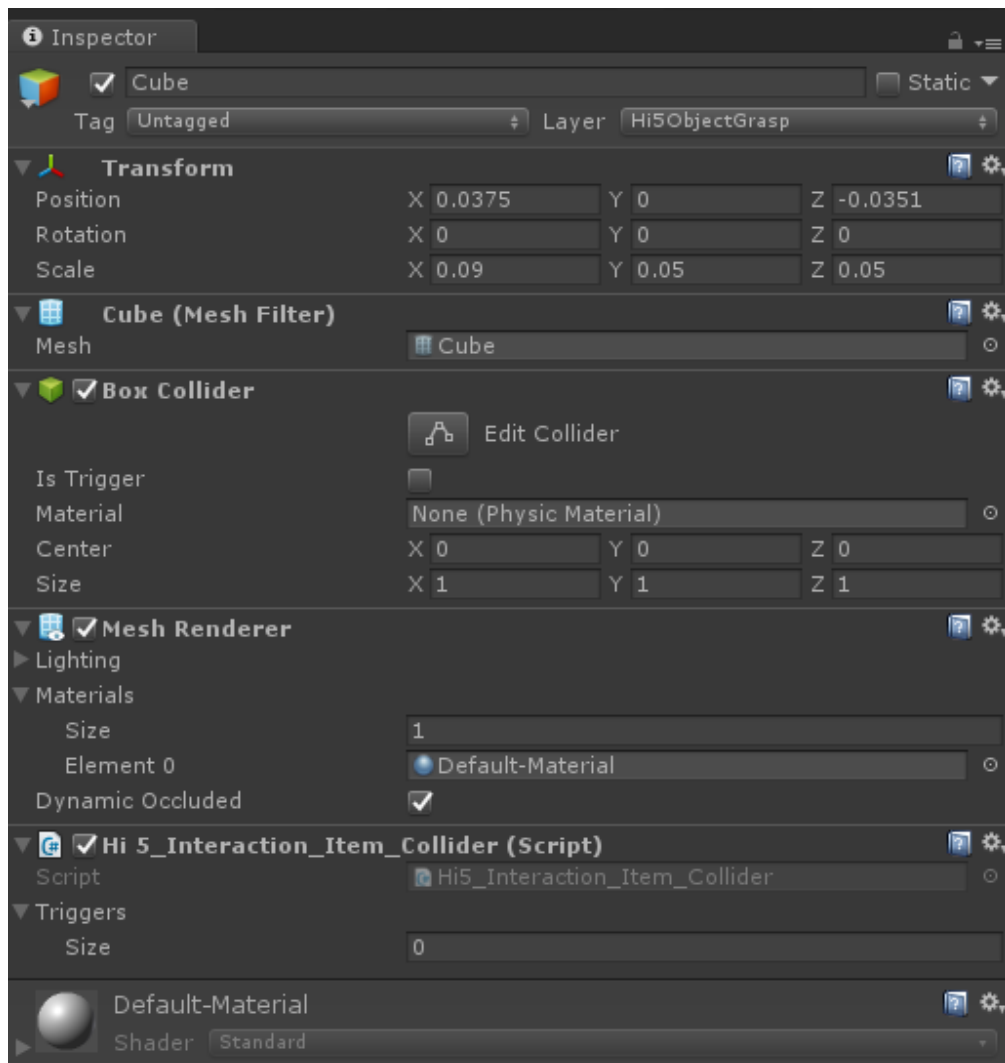 Inspector
Cube Static
Tag Untagged Layer Hi5ObjectGrasp
Transform
Position X 0.0375 Y 0 Z -0.0351
Rotation X 0 Y 0 Z 0
Scale X 0.09 Y 0.05 Z 0.05
Cube (Mesh Filter)
Mesh Cube
Box Collider
Edit Collider
Is Trigger
Material None (Physic Material)
Center X 0 Y 0 Z 0
Size X 1 Y 1 Z 1
Mesh Renderer
Lighting
Materials
Size 1
Element 0 Default-Material
Dynamic Occluded
Hi 5_Interaction_Item_Collider (Script)
Script Hi5_Interaction_Item_Collider
Triggers
Size 0
Default-Material
Shader Standard